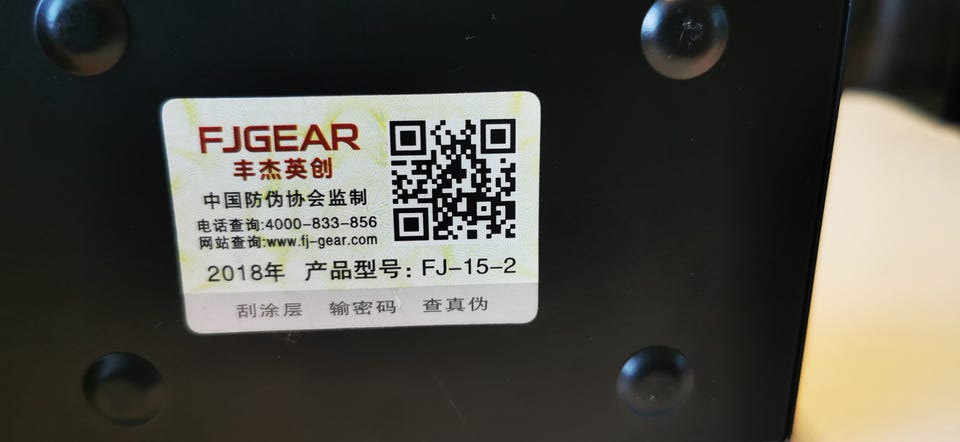 FJGEAR
丰杰英创
中国防伪协会监制
电话查询:4000-833-856
网站查询:www.fj-gear.com
2018年 产品型号: FJ-15-2
刮涂层 输密码 查真伪